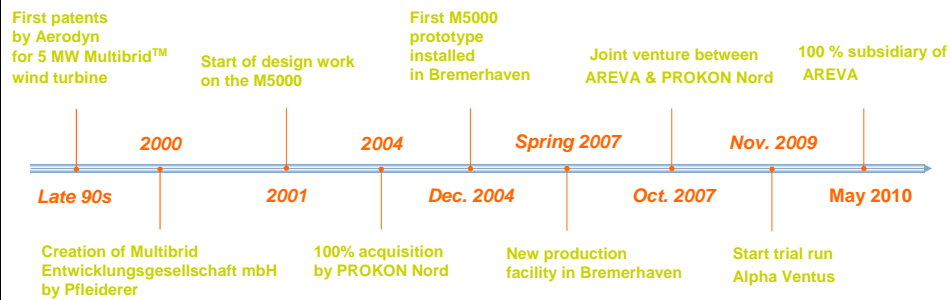 First patents
by Aerodyn
for 5 MW Multibrid™
wind turbine
Start of design work
on the M5000
First M5000
prototype
installed
in Bremerhaven
Joint venture between
AREVA & PROKON Nord
100 % subsidiary of
AREVA
2000
2004
Spring 2007
Nov. 2009
Late 90s
2001
Dec. 2004
Oct. 2007
May 2010
Creation of Multibrid
Entwicklungsgesellschaft mbH
by Pfleiderer
100% acquisition
by PROKON Nord
New production
facility in Bremerhaven
Start trial run
Alpha Ventus